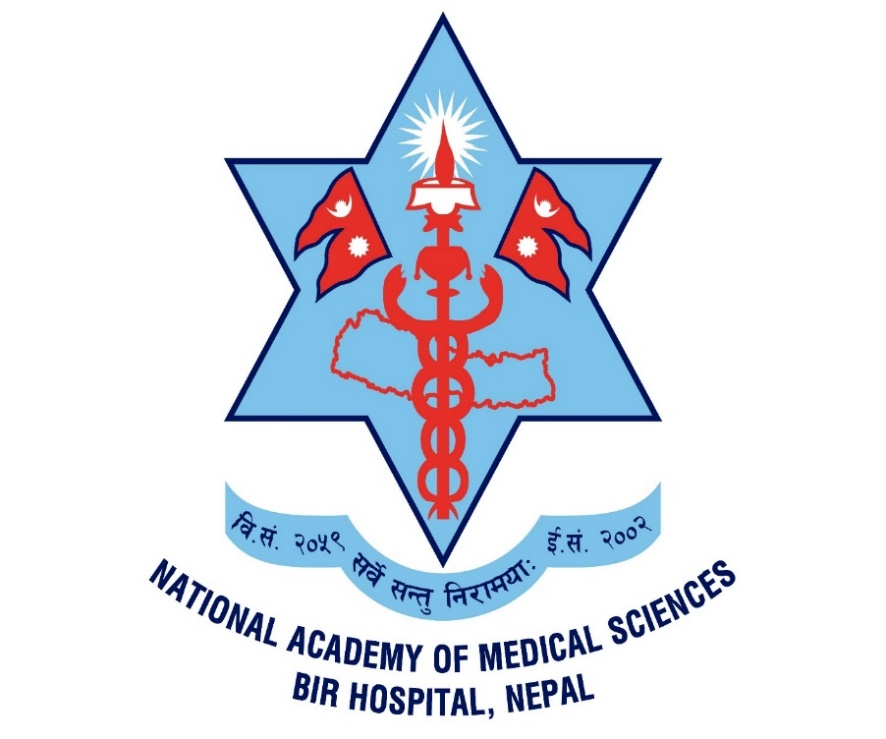 वि.सं. २०५९ सर्वे सन्तु निरामयाः ई.सं. २००२
NATIONAL ACADEMY OF MEDICAL SCIENCES
BIR HOSPITAL, NEPAL